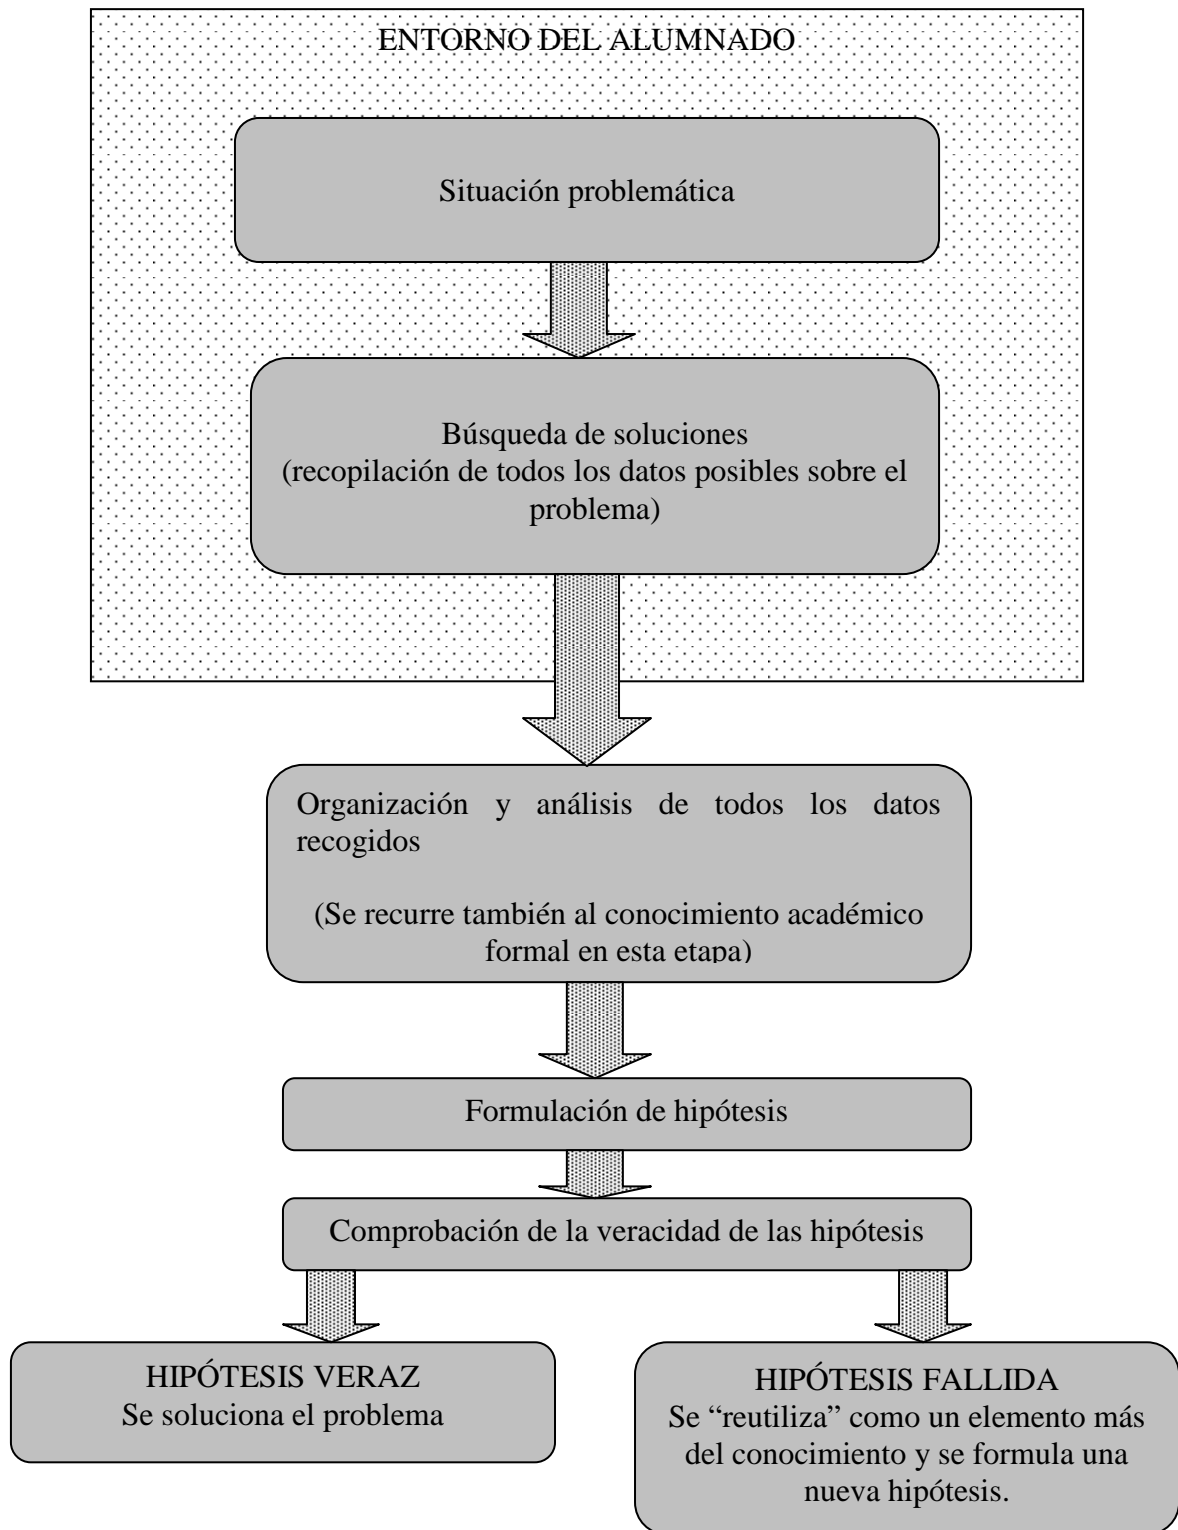 ENTORNO DEL ALUMNADO
Situación problemática
Búsqueda de soluciones
(recopilación de todos los datos posibles sobre el
problema)
Organización y análisis de todos los datos
recogidos
(Se recurre también al conocimiento académico
formal en esta etapa)
Formulación de hipótesis
Comprobación de la veracidad de las hipótesis
HIPÓTESIS VERAZ
Se soluciona el problema
HIPÓTESIS FALLIDA
Se “reutiliza” como un elemento más
del conocimiento y se formula una
nueva hipótesis.